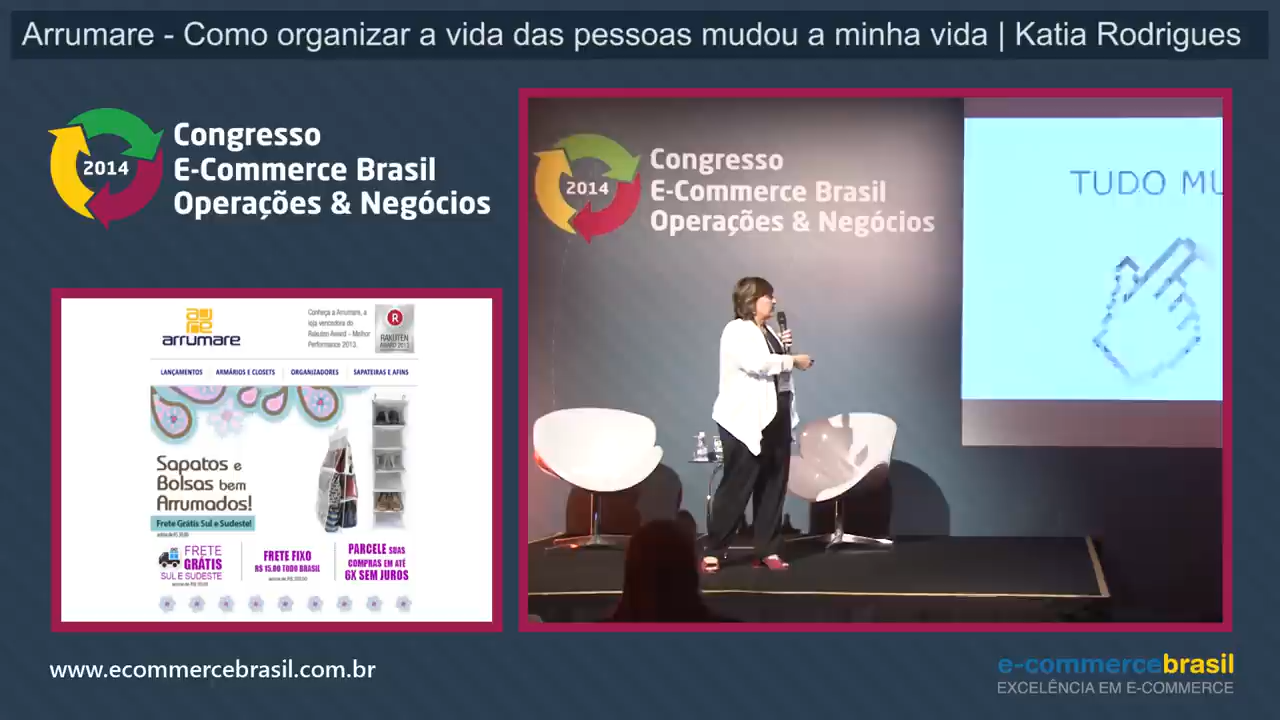 Arrumare - Como organizar a vida das pessoas mudou a minha vida | Katia Rodrigues
2014
Congresso
E-Commerce Brasil
Operações & Negócios
arrumare
Conheça a Arrumare, a
loja vencedora do
Rakuten Award – Melhor
Performance 2013.
R
RAKUTEN
AWARD 2013
LANÇAMENTOS
ARMÁRIOS E CLOSETS
ORGANIZADORES
SAPATEIRAS E AFINS
Sapatos e
Bolsas bem
Arrumados!
Frete Grátis Sul e Sudeste!
FRETE
GRÁTIS
SUL E SUDESTE
FRETE FIXO
R$ 15,00 TODO BRASIL
PARCELE SUAS
COMPRAS EM ATÉ
6X SEM JUROS
2014
Congresso
E-Commerce Brasil
Operações & Negócios
TUDO MU
www.ecommercebrasil.com.br
e-commercebrasil
EXCELÊNCIA EM E-COMMERCE